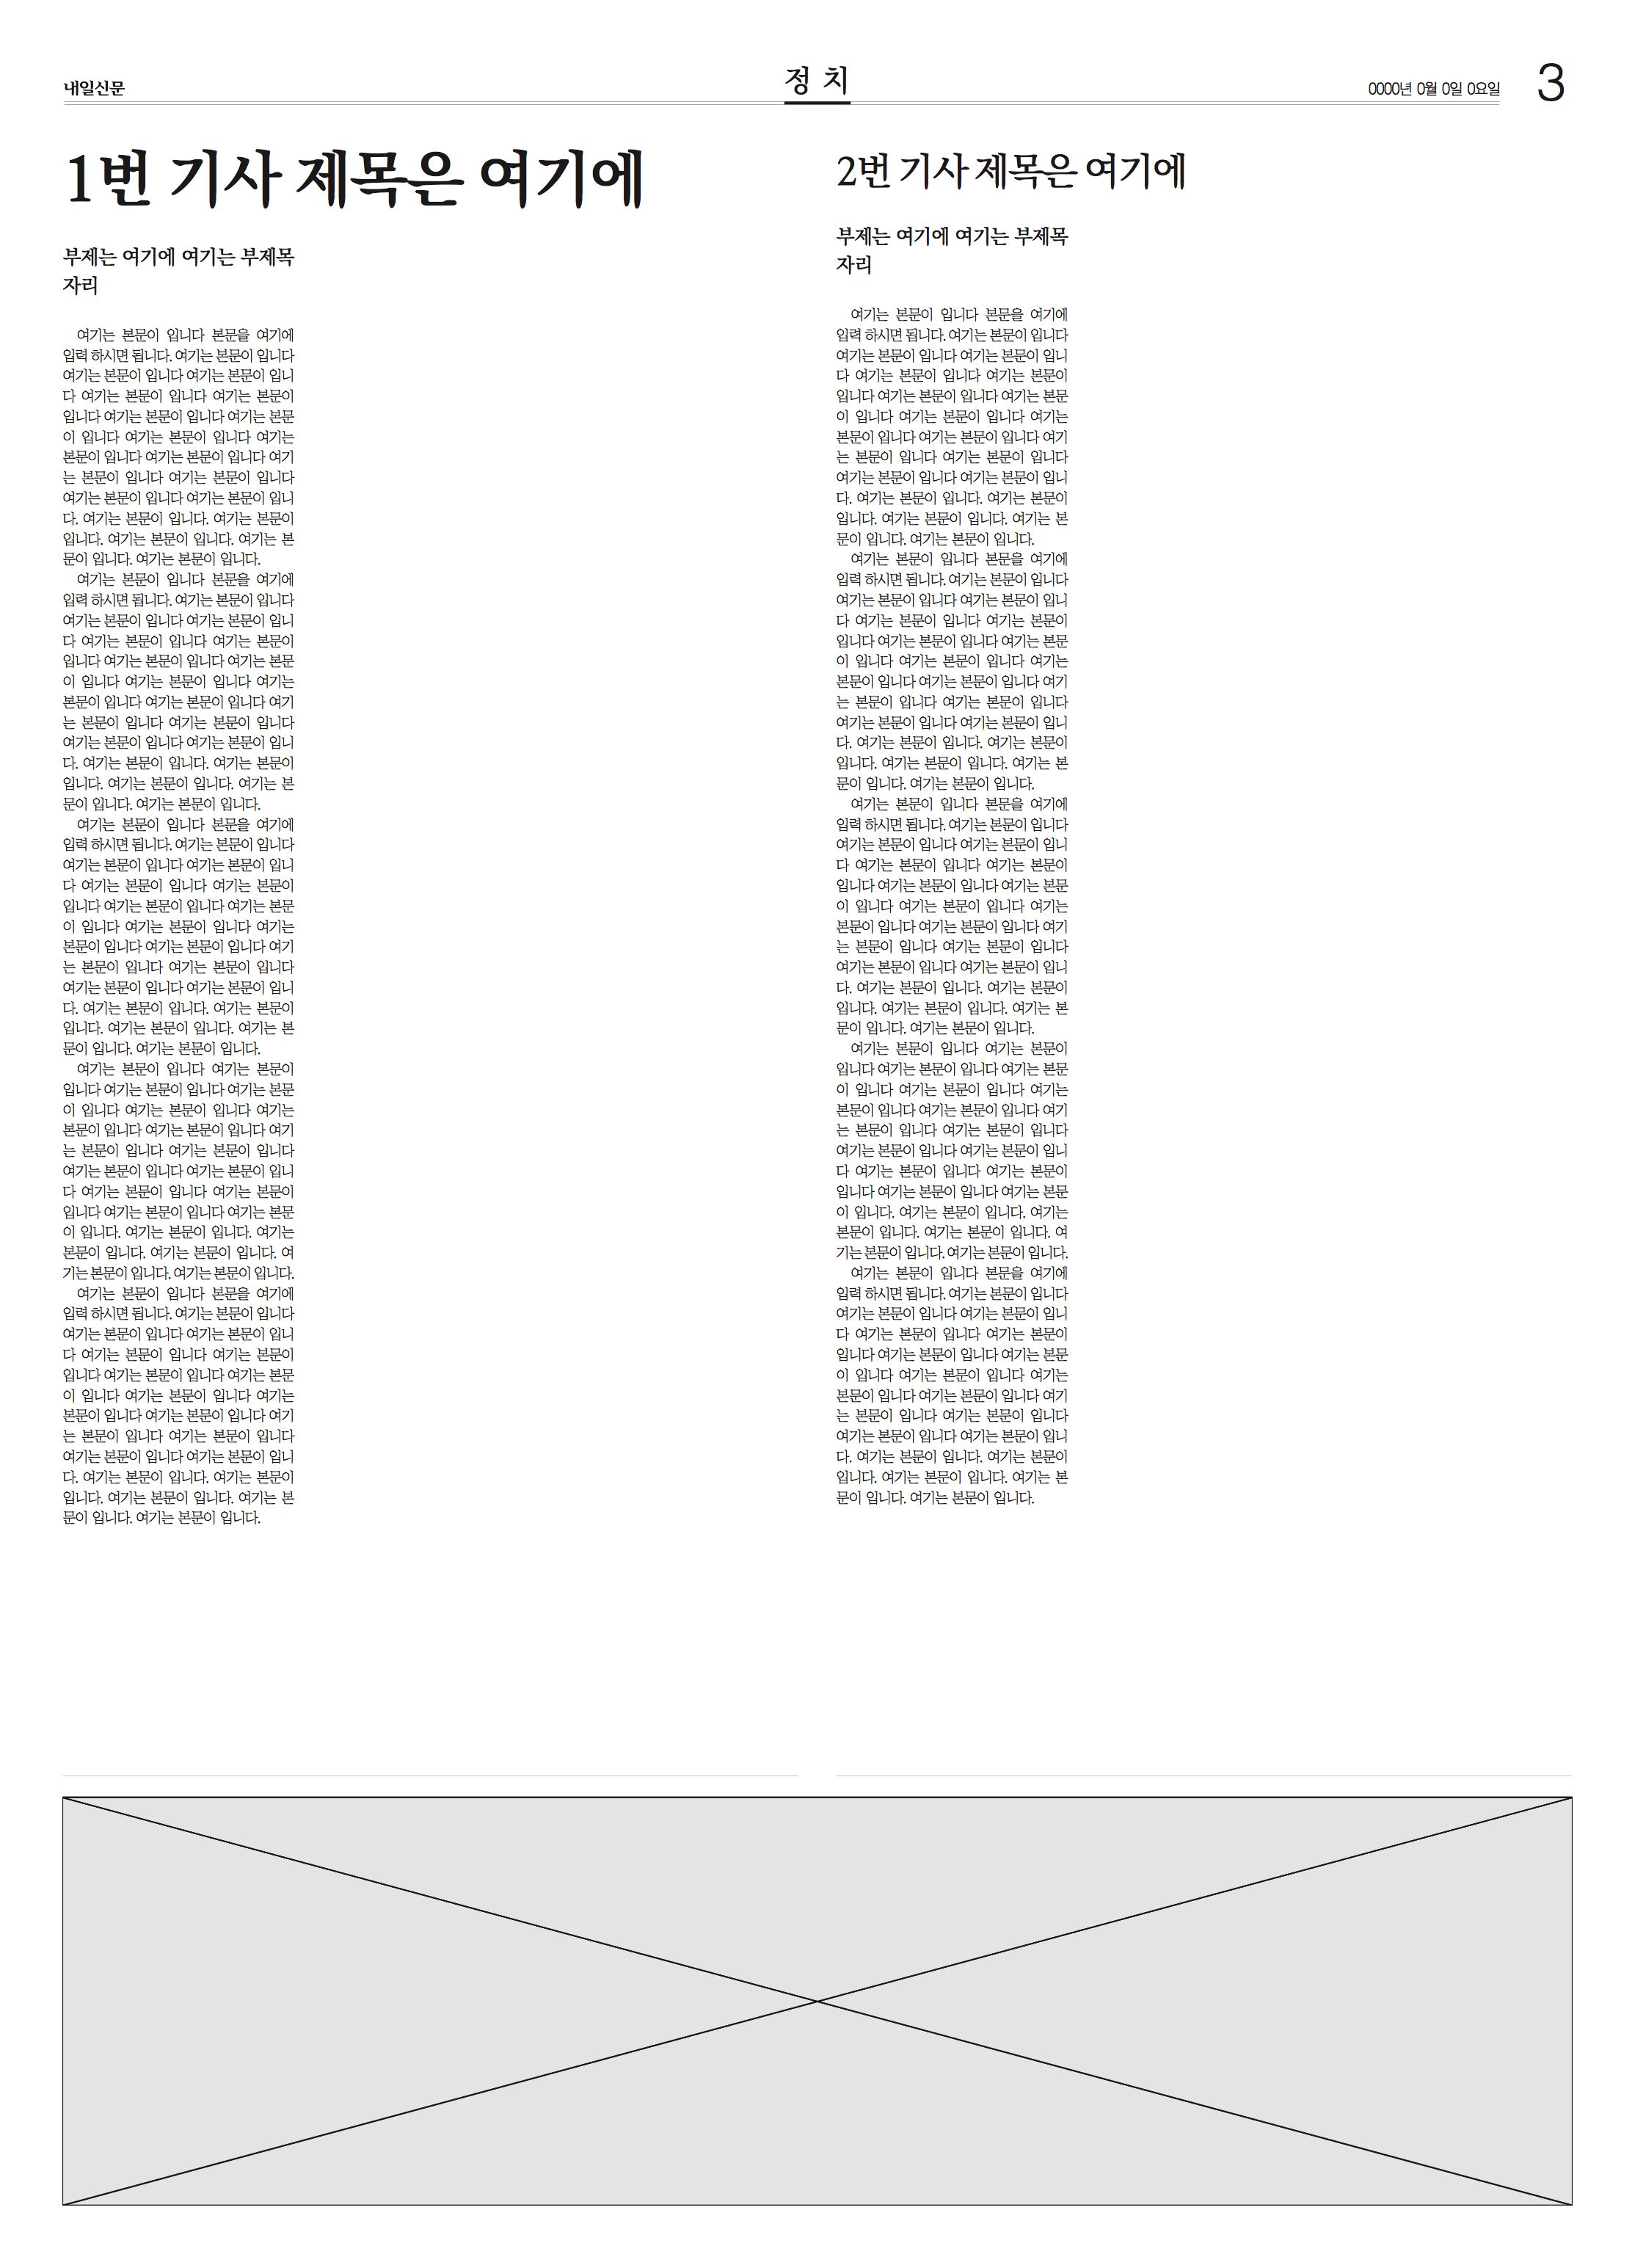 내일신문
정 치
0000년 0월 0일 0요일
3
1번 기사 제목은 여기에
부제는 여기에 여기는 부제목
자리
여기는 본문이 입니다 본문을 여기에
입력 하시면 됩니다. 여기는 본문이 입니다
여기는 본문이 입니다 여기는 본문이 입니
다 여기는 본문이 입니다 여기는 본문이
입니다 여기는 본문이 입니다 여기는 본문
이 입니다 여기는 본문이 입니다 여기는
본문이 입니다 여기는 본문이 입니다 여기
는 본문이 입니다 여기는 본문이 입니다
여기는 본문이 입니다 여기는 본문이 입니
다. 여기는 본문이 입니다. 여기는 본문이
입니다. 여기는 본문이 입니다. 여기는 본
문이 입니다. 여기는 본문이 입니다.
여기는 본문이 입니다 본문을 여기에
입력 하시면 됩니다. 여기는 본문이 입니다
여기는 본문이 입니다 여기는 본문이 입니
다 여기는 본문이 입니다 여기는 본문이
입니다 여기는 본문이 입니다 여기는 본문
이 입니다 여기는 본문이 입니다 여기는
본문이 입니다 여기는 본문이 입니다 여기
는 본문이 입니다 여기는 본문이 입니다
여기는 본문이 입니다 여기는 본문이 입니
다. 여기는 본문이 입니다. 여기는 본문이
입니다. 여기는 본문이 입니다. 여기는 본
문이 입니다. 여기는 본문이 입니다.
여기는 본문이 입니다 본문을 여기에
입력 하시면 됩니다. 여기는 본문이 입니다
여기는 본문이 입니다 여기는 본문이 입니
다 여기는 본문이 입니다 여기는 본문이
입니다 여기는 본문이 입니다 여기는 본문
이 입니다 여기는 본문이 입니다 여기는
본문이 입니다 여기는 본문이 입니다 여기
는 본문이 입니다 여기는 본문이 입니다
여기는 본문이 입니다 여기는 본문이 입니
다. 여기는 본문이 입니다. 여기는 본문이
입니다. 여기는 본문이 입니다. 여기는 본
문이 입니다. 여기는 본문이 입니다.
여기는 본문이 입니다 여기는 본문이
입니다 여기는 본문이 입니다 여기는 본문
이 입니다 여기는 본문이 입니다 여기는
본문이 입니다 여기는 본문이 입니다 여기
는 본문이 입니다 여기는 본문이 입니다
여기는 본문이 입니다 여기는 본문이 입니
다 여기는 본문이 입니다 여기는 본문이
입니다 여기는 본문이 입니다 여기는 본문
이 입니다. 여기는 본문이 입니다. 여기는
본문이 입니다. 여기는 본문이 입니다. 여
기는 본문이 입니다. 여기는 본문이 입니다.
여기는 본문이 입니다 본문을 여기에
입력 하시면 됩니다. 여기는 본문이 입니다
여기는 본문이 입니다 여기는 본문이 입니
다 여기는 본문이 입니다 여기는 본문이
입니다 여기는 본문이 입니다 여기는 본문
이 입니다 여기는 본문이 입니다 여기는
본문이 입니다 여기는 본문이 입니다 여기
는 본문이 입니다 여기는 본문이 입니다
여기는 본문이 입니다 여기는 본문이 입니
다. 여기는 본문이 입니다. 여기는 본문이
입니다. 여기는 본문이 입니다. 여기는 본
문이 입니다. 여기는 본문이 입니다.
2번 기사 제목은 여기에
부제는 여기에 여기는 부제목
자리
여기는 본문이 입니다 본문을 여기에
입력 하시면 됩니다. 여기는 본문이 입니다
여기는 본문이 입니다 여기는 본문이 입니
다 여기는 본문이 입니다 여기는 본문이
입니다 여기는 본문이 입니다 여기는 본문
이 입니다 여기는 본문이 입니다 여기는
본문이 입니다 여기는 본문이 입니다 여기
는 본문이 입니다 여기는 본문이 입니다
여기는 본문이 입니다 여기는 본문이 입니
다. 여기는 본문이 입니다. 여기는 본문이
입니다. 여기는 본문이 입니다. 여기는 본
문이 입니다. 여기는 본문이 입니다.
여기는 본문이 입니다 본문을 여기에
입력 하시면 됩니다. 여기는 본문이 입니다
여기는 본문이 입니다 여기는 본문이 입니
다 여기는 본문이 입니다 여기는 본문이
입니다 여기는 본문이 입니다 여기는 본문
이 입니다 여기는 본문이 입니다 여기는
본문이 입니다 여기는 본문이 입니다 여기
는 본문이 입니다 여기는 본문이 입니다
여기는 본문이 입니다 여기는 본문이 입니
다. 여기는 본문이 입니다. 여기는 본문이
입니다. 여기는 본문이 입니다. 여기는 본
문이 입니다. 여기는 본문이 입니다.
여기는 본문이 입니다 본문을 여기에
입력 하시면 됩니다. 여기는 본문이 입니다
여기는 본문이 입니다 여기는 본문이 입니
다 여기는 본문이 입니다 여기는 본문이
입니다 여기는 본문이 입니다 여기는 본문
이 입니다 여기는 본문이 입니다 여기는
본문이 입니다 여기는 본문이 입니다 여기
는 본문이 입니다 여기는 본문이 입니다
여기는 본문이 입니다 여기는 본문이 입니
다. 여기는 본문이 입니다. 여기는 본문이
입니다. 여기는 본문이 입니다. 여기는 본
문이 입니다. 여기는 본문이 입니다.
여기는 본문이 입니다 여기는 본문이
입니다 여기는 본문이 입니다 여기는 본문
이 입니다 여기는 본문이 입니다 여기는
본문이 입니다 여기는 본문이 입니다 여기
는 본문이 입니다 여기는 본문이 입니다
여기는 본문이 입니다 여기는 본문이 입니
다 여기는 본문이 입니다 여기는 본문이
입니다 여기는 본문이 입니다 여기는 본문
이 입니다. 여기는 본문이 입니다. 여기는
본문이 입니다. 여기는 본문이 입니다. 여
기는 본문이 입니다. 여기는 본문이 입니다.
여기는 본문이 입니다 본문을 여기에
입력 하시면 됩니다. 여기는 본문이 입니다
여기는 본문이 입니다 여기는 본문이 입니
다 여기는 본문이 입니다 여기는 본문이
입니다 여기는 본문이 입니다 여기는 본문
이 입니다 여기는 본문이 입니다 여기는
본문이 입니다 여기는 본문이 입니다 여기
는 본문이 입니다 여기는 본문이 입니다
여기는 본문이 입니다 여기는 본문이 입니
다. 여기는 본문이 입니다. 여기는 본문이
입니다. 여기는 본문이 입니다. 여기는 본
문이 입니다. 여기는 본문이 입니다.